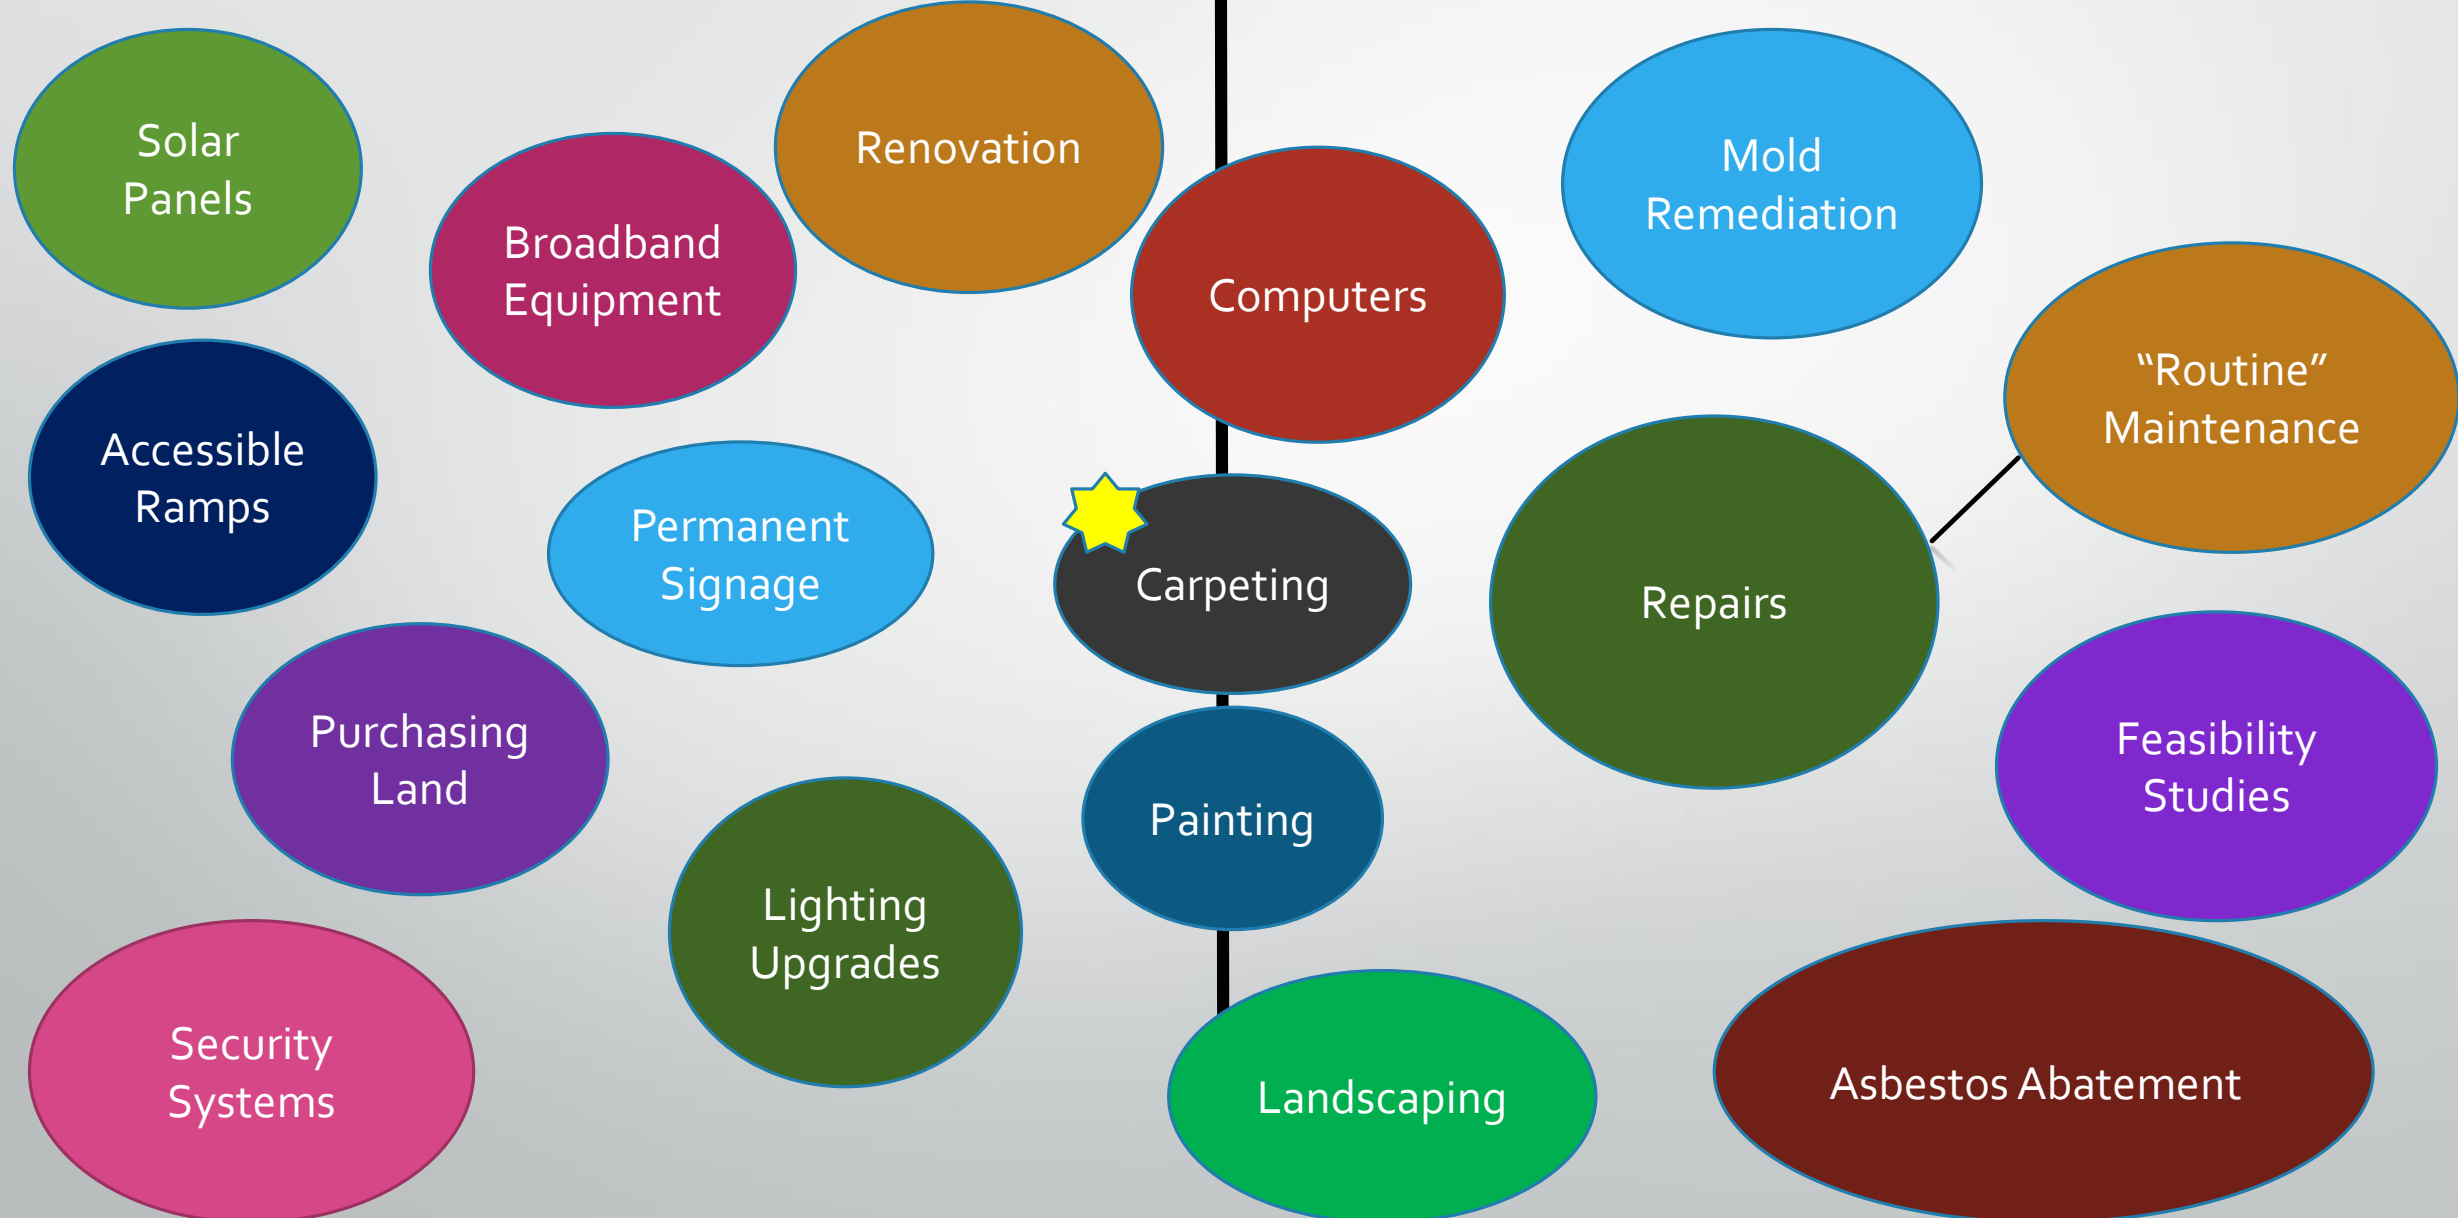 Solar
Panels
Broadband
Equipment
Renovation
Computers
Mold
Remediation
“Routine”
Maintenance
Accessible
Ramps
Permanent
Signage
Carpeting
Repairs
Purchasing
Land
Lighting
Upgrades
Painting
Feasibility
Studies
Security
Systems
Landscaping
Asbestos Abatement